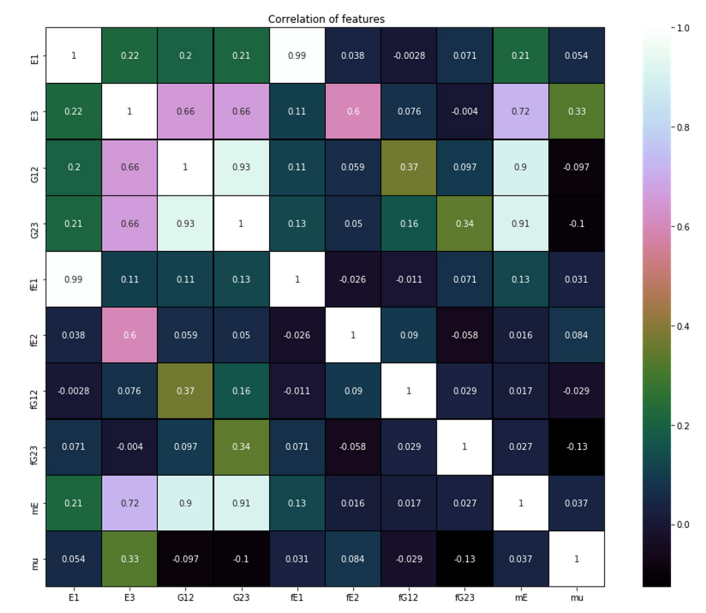 Correlation of features
E1 1 0.22 0.2 0.21 0.99 0.038 -0.0028 0.071 0.21 0.054
E3 0.22 1 0.66 0.66 0.11 0.6 0.076 -0.004 0.72 0.33
G12 0.2 0.66 1 0.93 0.11 0.059 0.37 0.097 0.9 -0.097
G23 0.21 0.66 0.93 1 0.13 0.05 0.16 0.34 0.91 -0.1
fE1 0.99 0.11 0.11 0.13 1 -0.026 -0.011 0.071 0.13 0.031
fE2 0.038 0.6 0.059 0.05 -0.026 1 0.09 -0.058 0.016 0.084
fG12 -0.0028 0.076 0.37 0.16 -0.011 0.09 1 0.029 0.017 -0.029
fG23 0.071 -0.004 0.097 0.34 0.071 -0.058 0.029 1 0.027 -0.13
mE 0.21 0.72 0.9 0.91 0.13 0.016 0.017 0.027 1 0.037
mu 0.054 0.33 -0.097 -0.1 0.031 0.084 -0.029 -0.13 0.037 1
E1 E3 G12 G23 fE1 fE2 fG12 fG23 mE mu
1.0
0.8
0.6
0.4
0.2
0.0